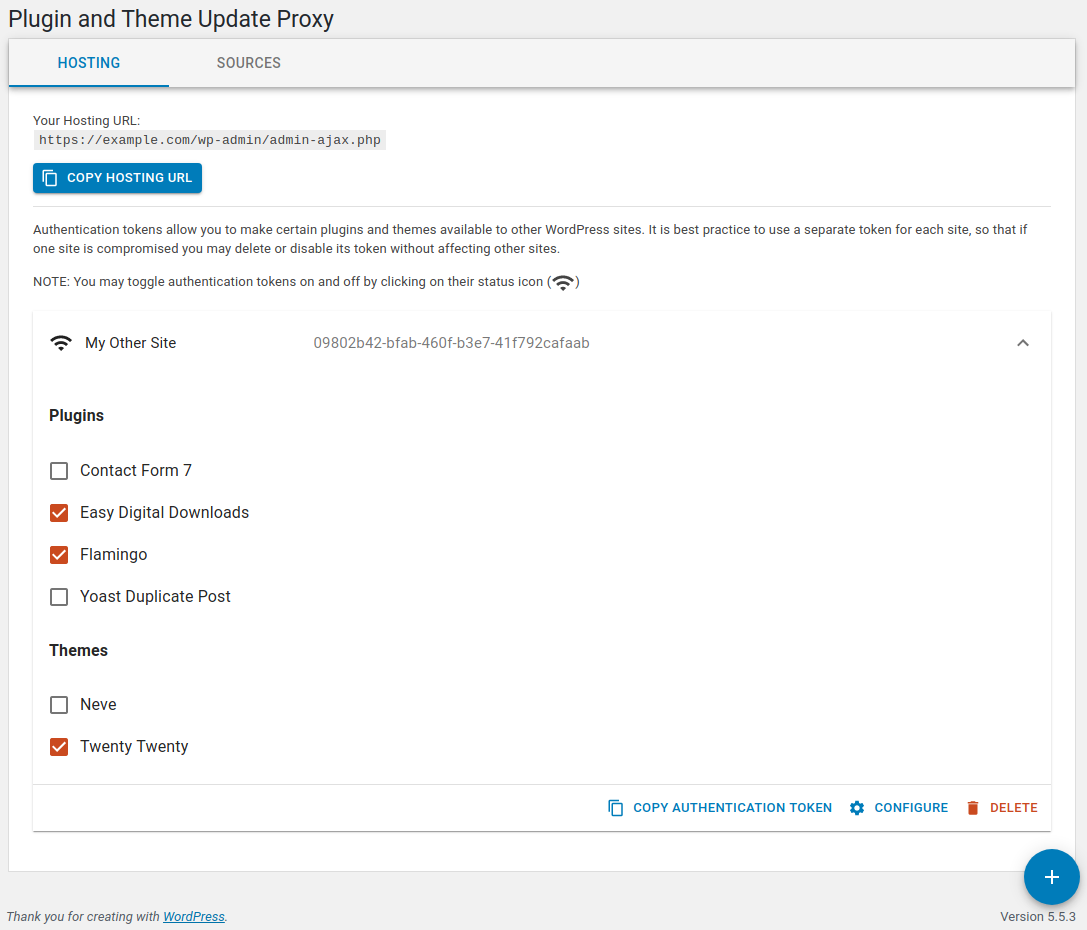 Plugin and Theme Update Proxy
HOSTING SOURCES
Your Hosting URL:
https://example.com/wp-admin/admin-ajax.php
COPY HOSTING URL
Authentication tokens allow you to make certain plugins and themes available to other WordPress sites. It is best practice to use a separate token for each site, so that if
one site is compromised you may delete or disable its token without affecting other sites.
NOTE: You may toggle authentication tokens on and off by clicking on their status icon ( )
My Other Site 09802b42-bfab-460f-b3e7-41f792cafaab
Plugins
Contact Form 7
Easy Digital Downloads
Flamingo
Yoast Duplicate Post
Themes
Neve
Twenty Twenty
COPY AUTHENTICATION TOKEN CONFIGURE DELETE
+
Thank you for creating with WordPress. Version 5.5.3